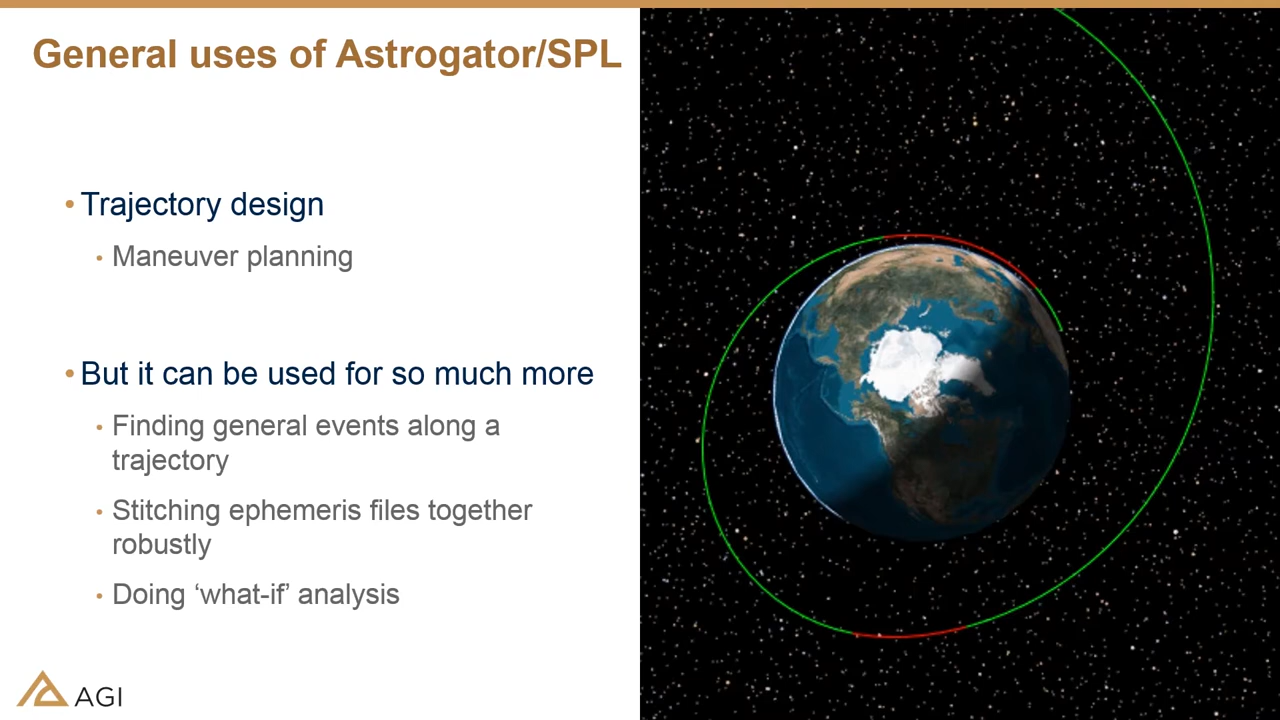 General uses of Astrogator/SPL
•Trajectory design
• Maneuver planning
•But it can be used for so much more
• Finding general events along a
trajectory
• Stitching ephemeris files together
robustly
• Doing ‘what-if’ analysis
AGI